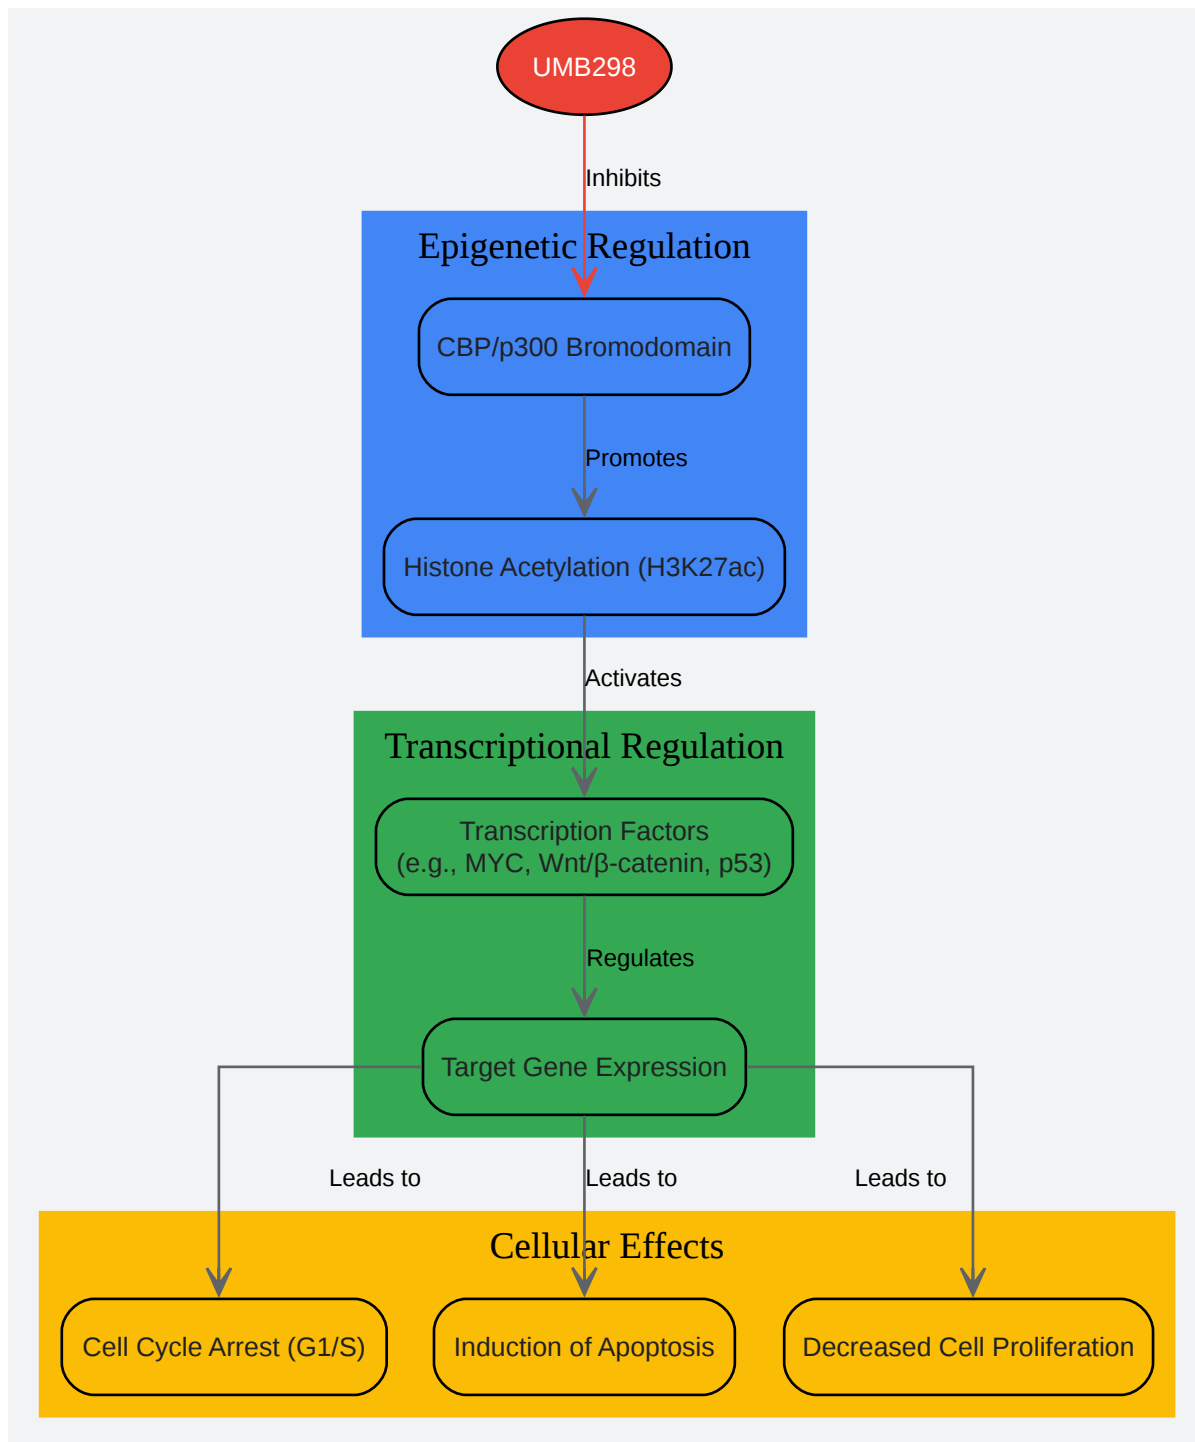 UMB298
Inhibits
Epigenetic Regulation
CBP/p300 Bromodomain
Promotes
Histone Acetylation (H3K27ac)
Activates
Transcriptional Regulation
Transcription Factors
(e.g., MYC, Wnt/β-catenin, p53)
Regulates
Target Gene Expression
Leads to
Leads to
Leads to
Cellular Effects
Cell Cycle Arrest (G1/S)
Induction of Apoptosis
Decreased Cell Proliferation